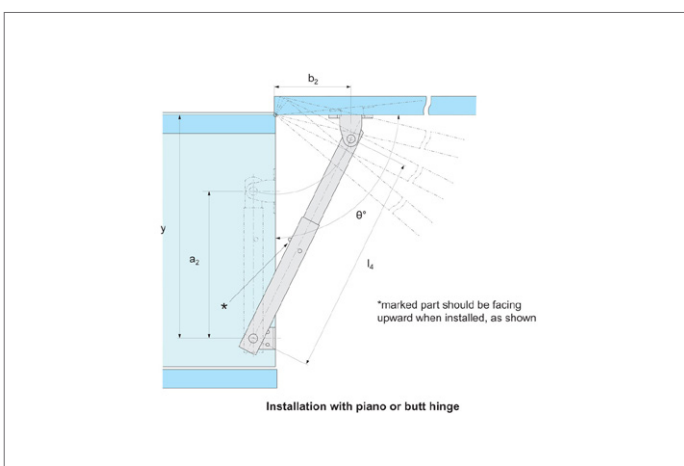 b₂
y
a₂
θ°
l₄
*
*marked part should be facing
upward when installed, as shown
Installation with piano or butt hinge